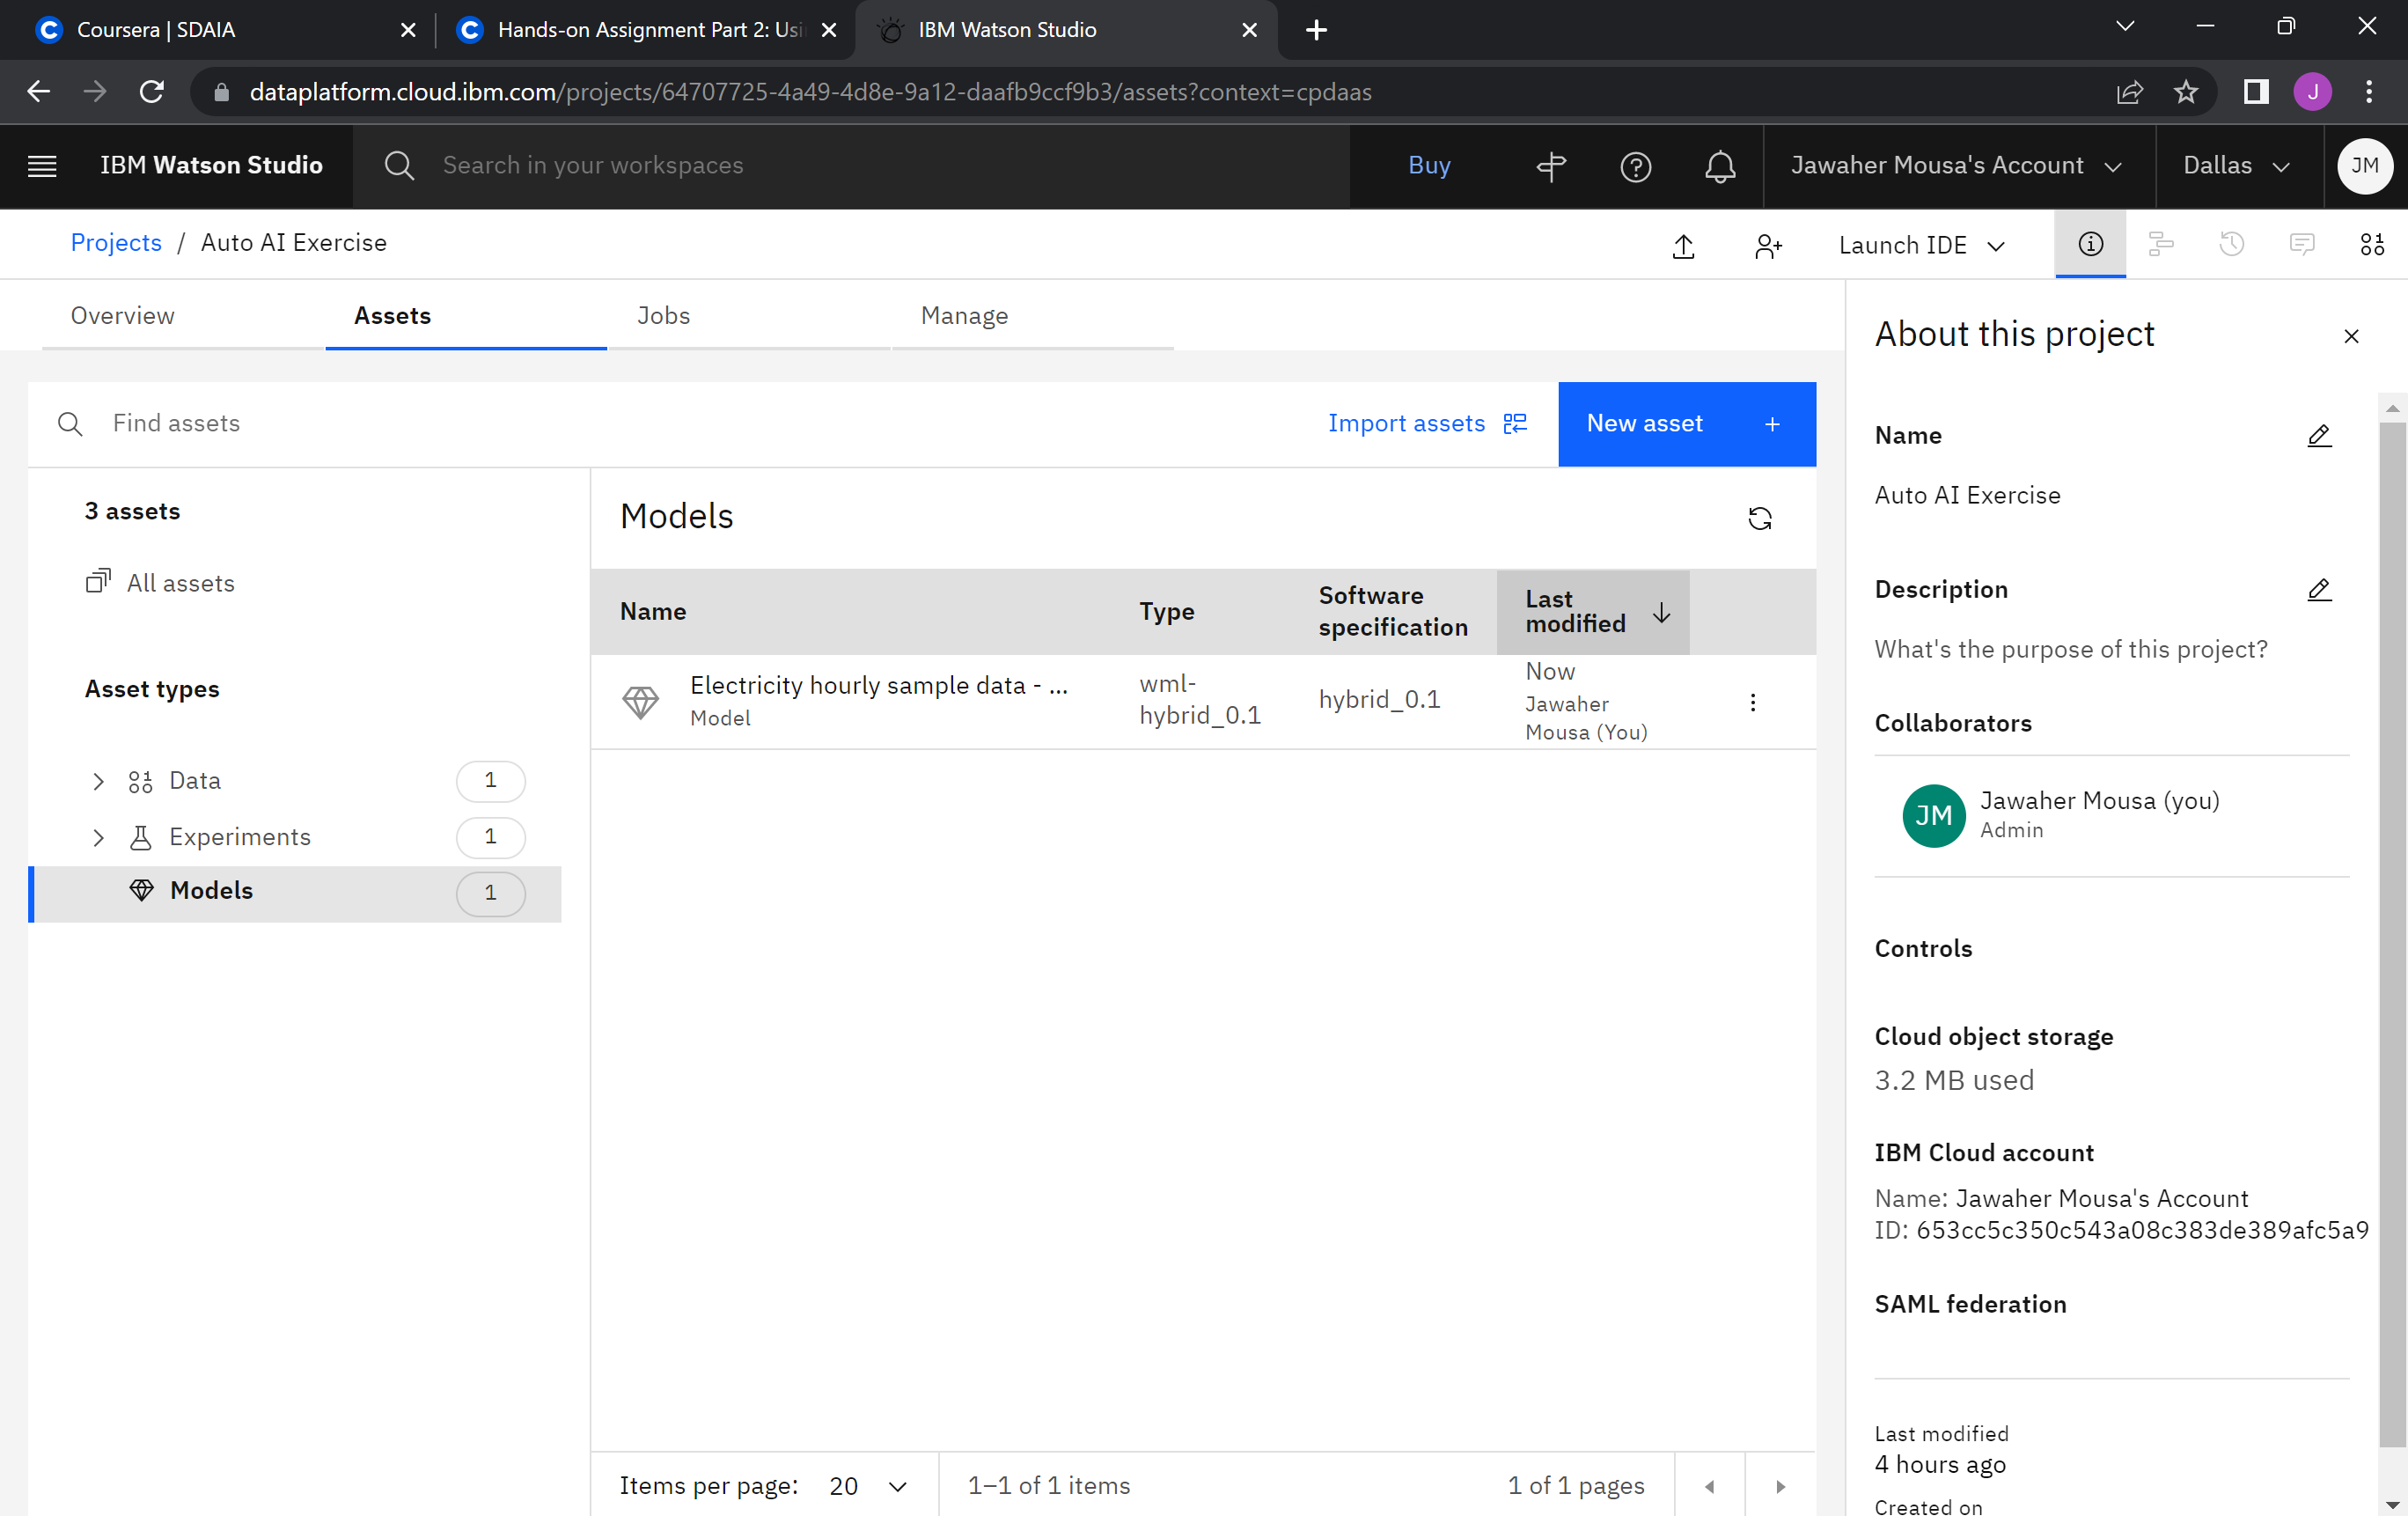 Coursera | SDAIA
Hands-on Assignment Part 2: Usi
IBM Watson Studio
dataplatform.cloud.ibm.com/projects/64707725-4a49-4d8e-9a12-daafb9ccf9b3/assets?context=cpdaas
J
IBM Watson Studio
Search in your workspaces
Buy
Jawaher Mousa's Account
Dallas
JM
Projects / Auto AI Exercise
Launch IDE
Overview
Assets
Jobs
Manage
Find assets
Import assets
New asset +
3 assets
All assets
Asset types
Data 1
Experiments 1
Models 1
Models
Name
Type
Software
specification
Last
modified
Electricity hourly sample data - ...
Model
wml-
hybrid_0.1
hybrid_0.1
Now
Jawaher
Mousa (You)
Items per page: 20
1–1 of 1 items
1 of 1 pages
About this project
Name
Auto AI Exercise
Description
What's the purpose of this project?
Collaborators
JM
Jawaher Mousa (you)
Admin
Controls
Cloud object storage
3.2 MB used
IBM Cloud account
Name: Jawaher Mousa's Account
ID: 653cc5c350c543a08c383de389afc5a9
SAML federation
Last modified
4 hours ago
Created on